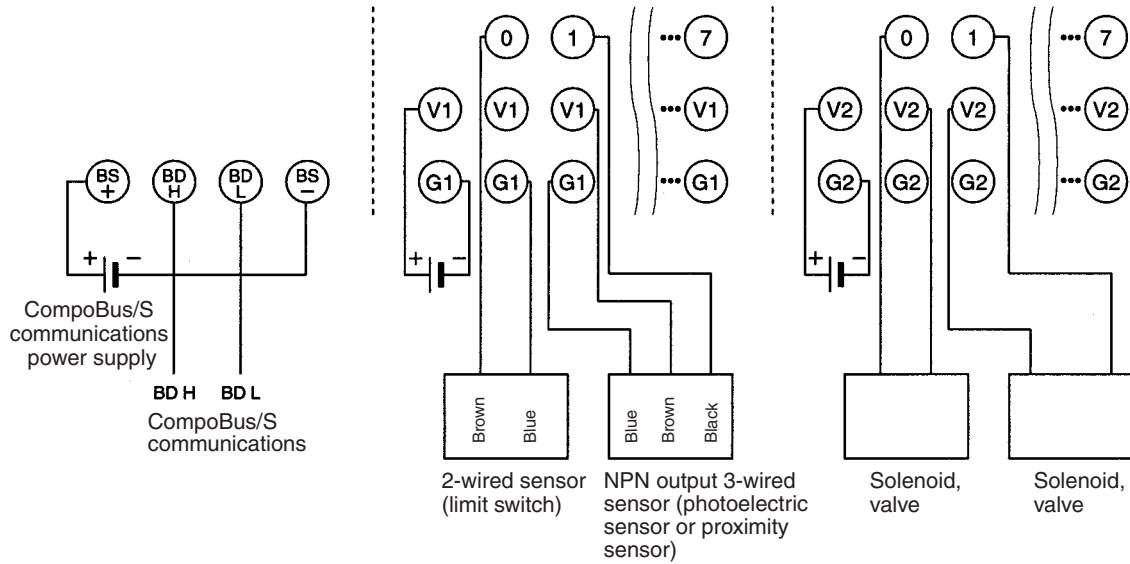 0 1 ••• 7
V1 V1 V1 ••• V1
G1 G1 G1 ••• G1
0 1 ••• 7
V2 V2 V2 ••• V2
G2 G2 G2 ••• G2
BS + BD H BD L BS −
+ −
CompoBus/S
communications
power supply
BD H BD L
CompoBus/S
communications
+ −
Brown Blue
2-wired sensor
(limit switch)
Blue Brown Black
NPN output 3-wired
sensor (photoelectric
sensor or proximity
sensor)
+ −
Solenoid,
valve
Solenoid,
valve